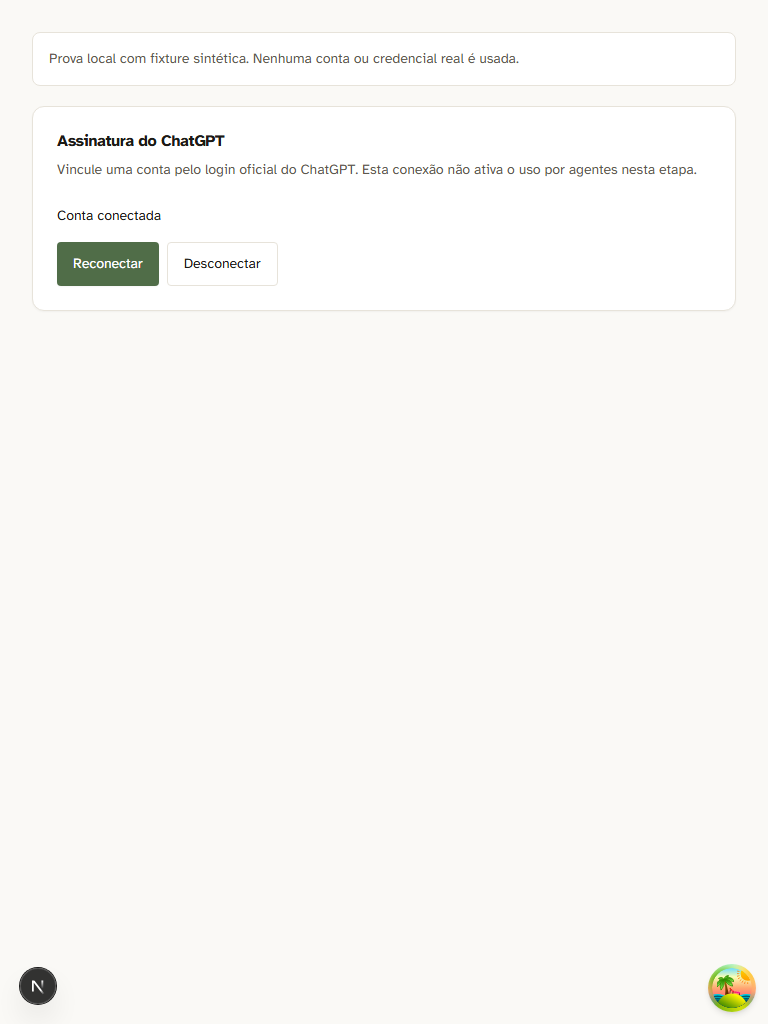 Prova local com fixture sintética. Nenhuma conta ou credencial real é usada.
Assinatura do ChatGPT
Vincule uma conta pelo login oficial do ChatGPT. Esta conexão não ativa o uso por agentes nesta etapa.
Conta conectada
Reconectar
Desconectar
N